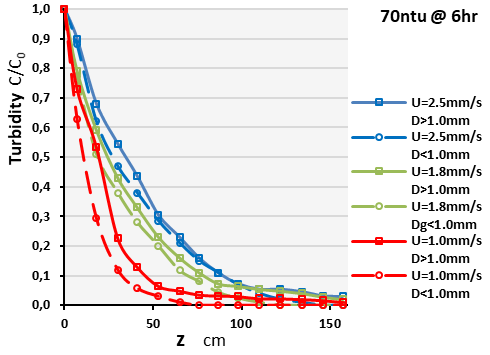 70ntu @ 6hr
1,0
0,9
0,8
0,7
0,6
0,5
0,4
0,3
0,2
0,1
0,0
Turbidity C/C0
0
50
100
150
Z cm
U=2.5mm/s
D>1.0mm
U=2.5mm/s
D<1.0mm
U=1.8mm/s
D>1.0mm
U=1.8mm/s
Dg<1.0mm
U=1.0mm/s
D>1.0mm
U=1.0mm/s
D<1.0mm